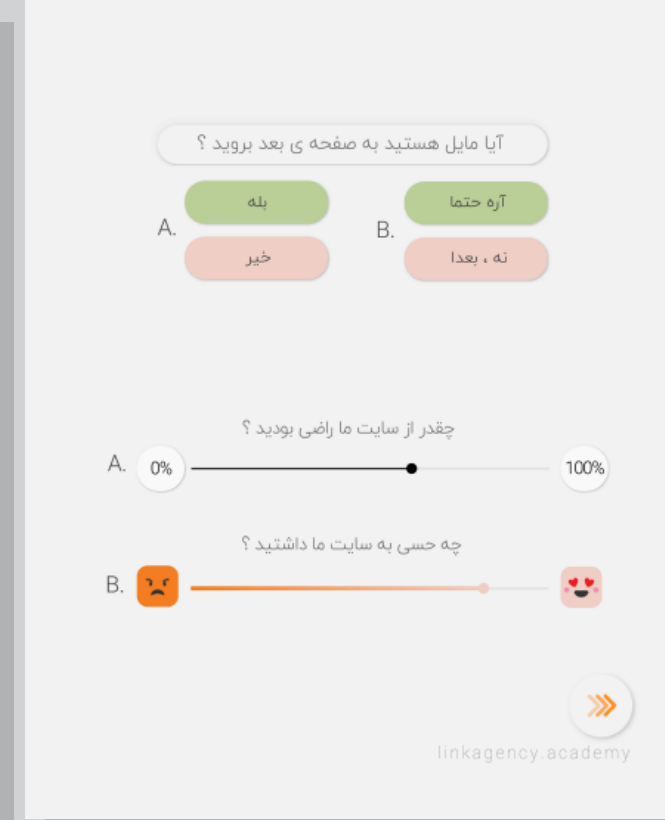 آیا مایل هستید به صفحه ی بعد بروید ؟
A.
بله
خیر
B.
آره حتما
نه ، بعدا
چقدر از سایت ما راضی بودید ؟
A. 0% 100%
چه حسی به سایت ما داشتید ؟
B.
linkagency.academy